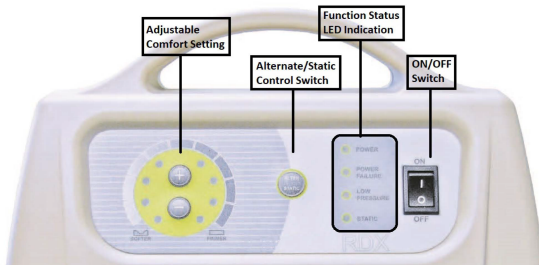 Function Status
LED Indication
Adjustable
Comfort Setting
Alternate/Static
Control Switch
ON/OFF
Switch
POWER
POWER
FAILURE
LOW
PRESSURE
STATIC
ON
I
O
OFF
+
−
SOFTER
FIRMER